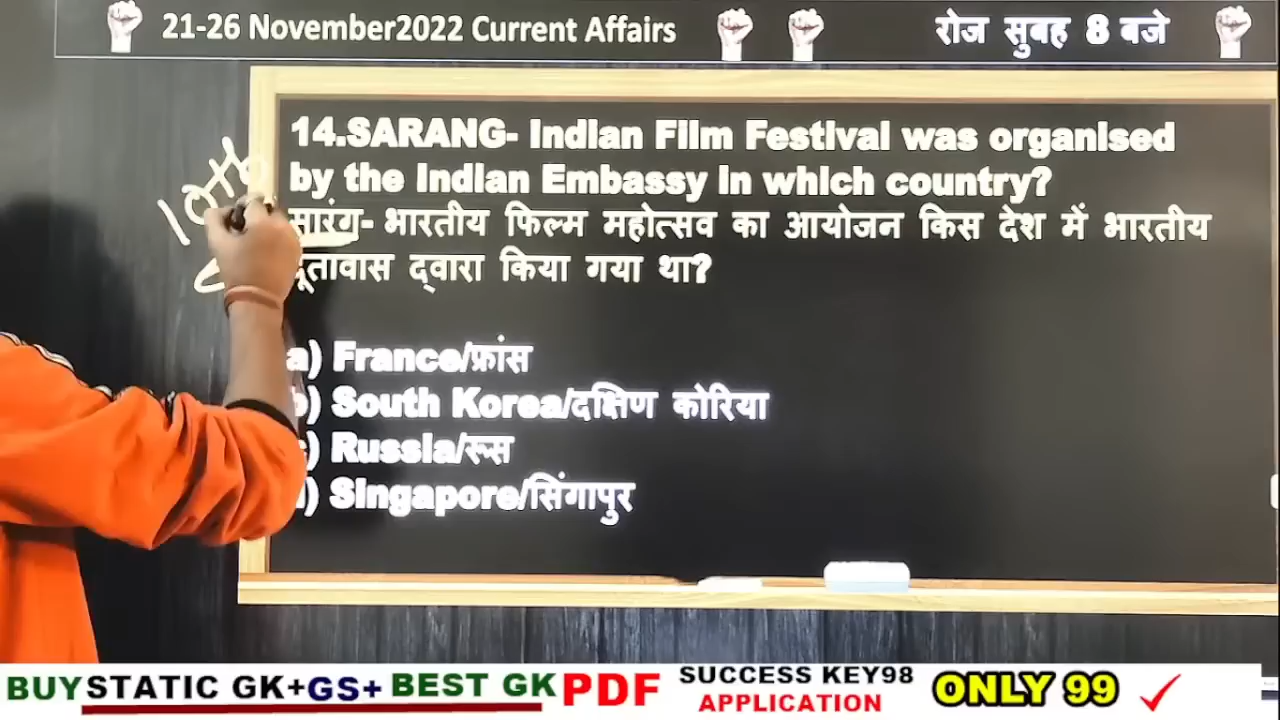 21-26 November2022 Current Affairs
रोज सुबह 8 बजे
10th
14.SARANG- Indian Film Festival was organised
by the Indian Embassy in which country?
सारंग- भारतीय फिल्म महोत्सव का आयोजन किस देश में भारतीय
दूतावास द्वारा किया गया था?
a) France/फ्रांस
b) South Korea/दक्षिण कोरिया
c) Russia/रूस
d) Singapore/सिंगापुर
BUY STATIC GK+GS+ BEST GK PDF
SUCCESS KEY98
APPLICATION
ONLY 99